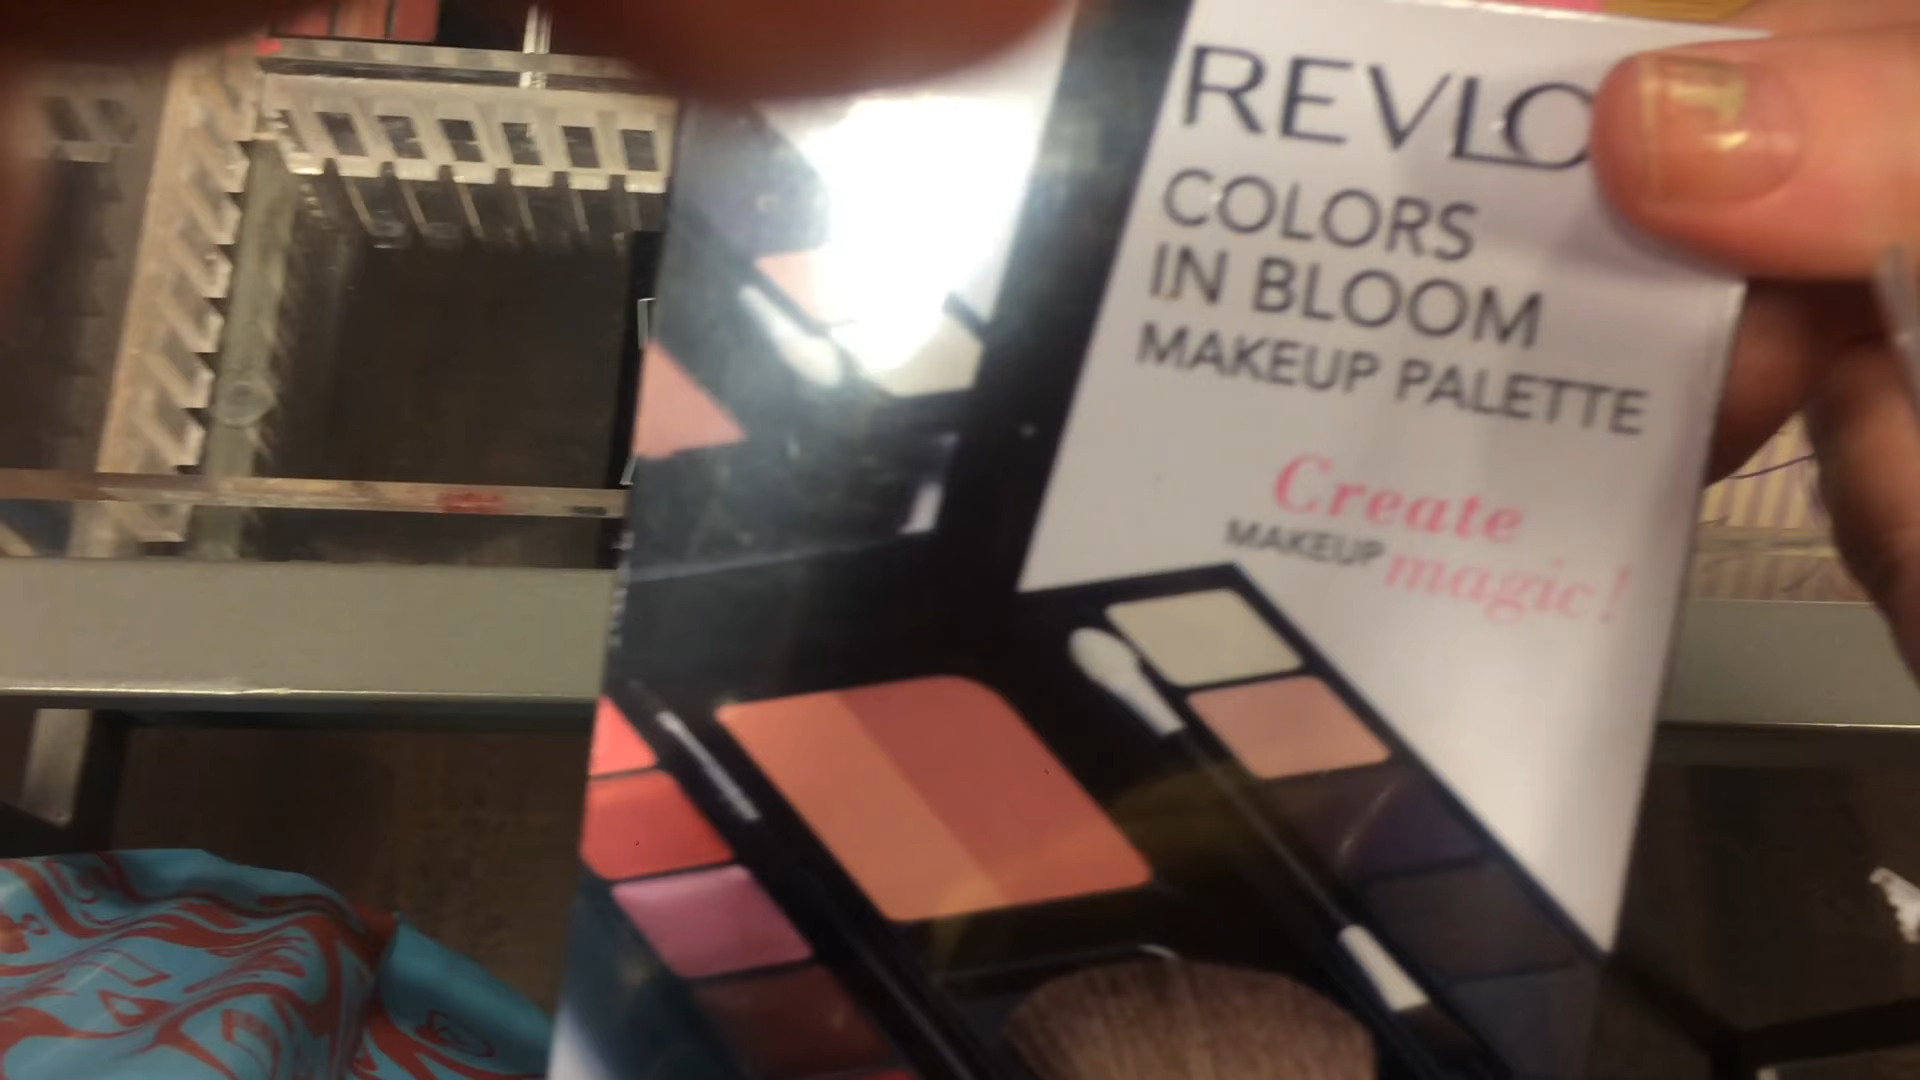 REVLO
COLORS
IN BLOOM
MAKEUP PALETTE
Create
MAKEUP magic!